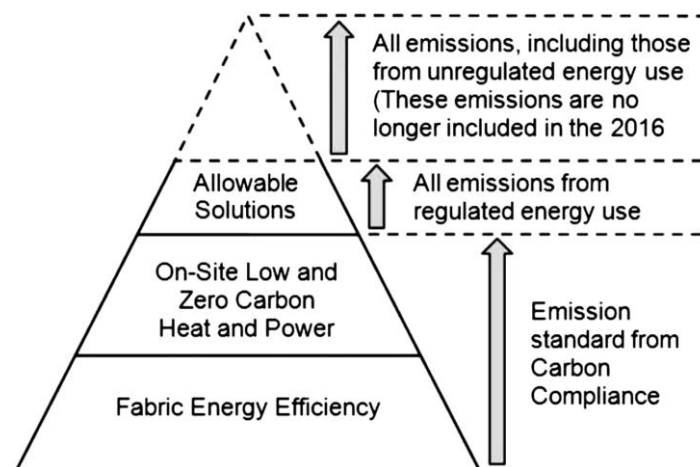 All emissions, including those
from unregulated energy use
(These emissions are no
longer included in the 2016
Allowable
Solutions
All emissions from
regulated energy use
On-Site Low and
Zero Carbon
Heat and Power
Emission
standard from
Carbon
Compliance
Fabric Energy Efficiency